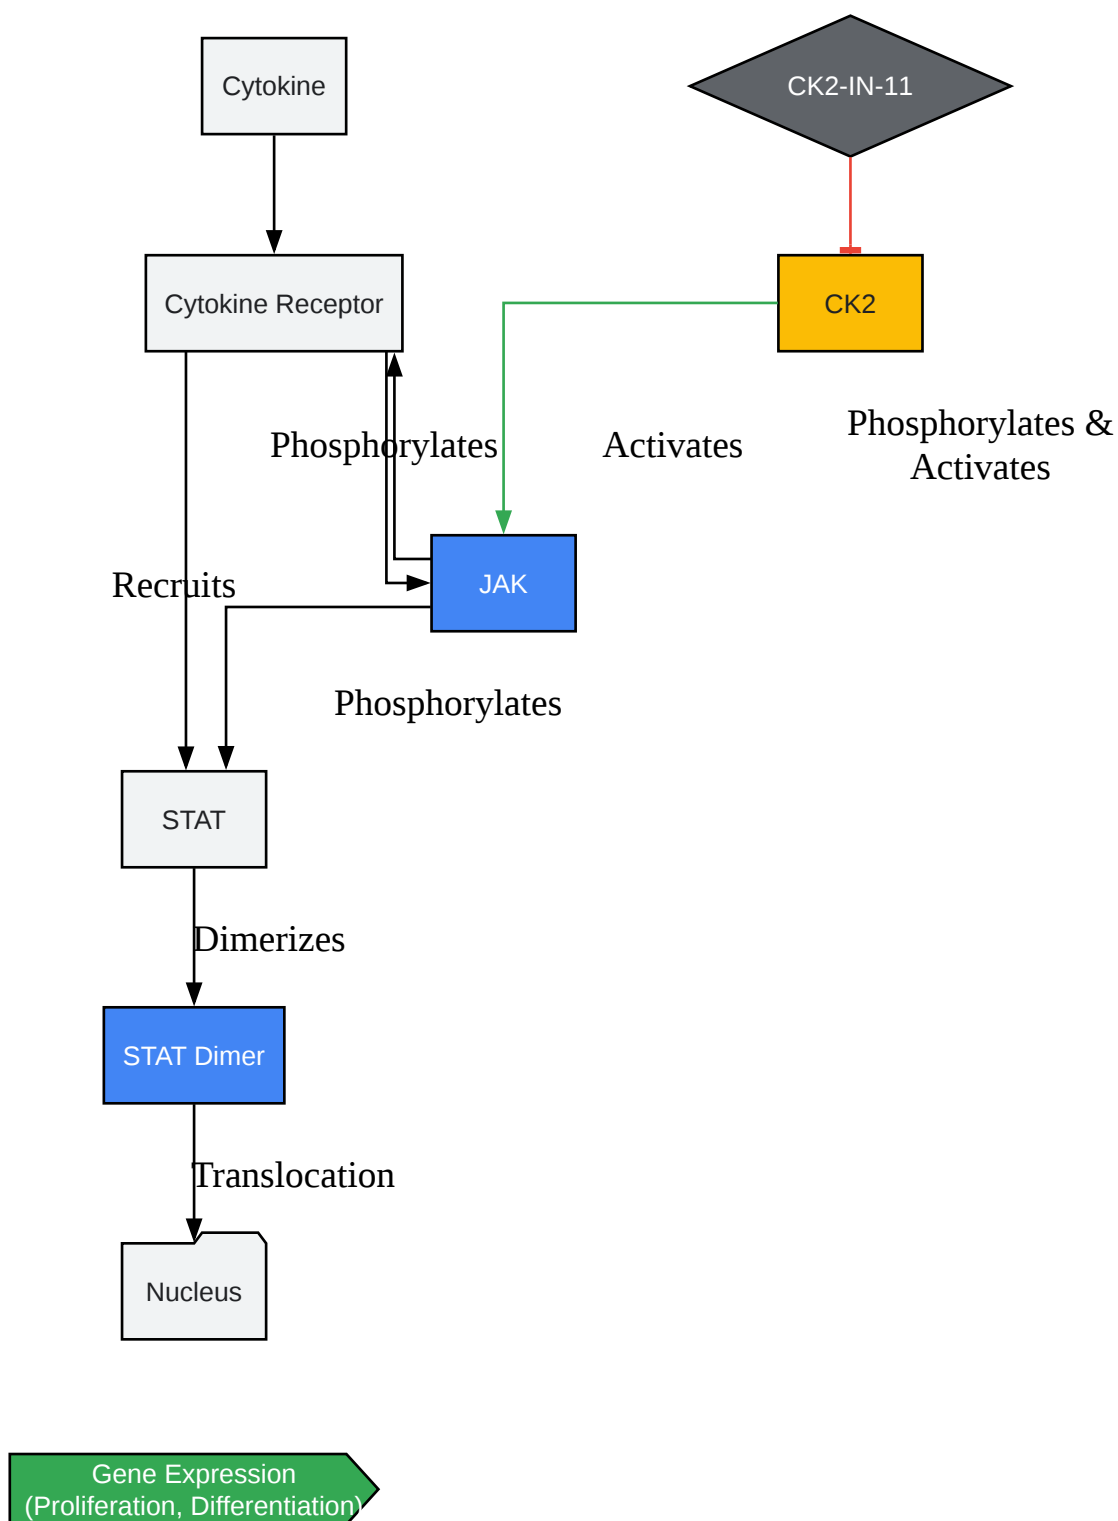 Cytokine
CK2-IN-11
Cytokine Receptor
CK2
Phosphorylates
Activates
Phosphorylates &
Activates
Recruits
JAK
Phosphorylates
STAT
Dimerizes
STAT Dimer
Translocation
Nucleus
Gene Expression
(Proliferation, Differentiation)